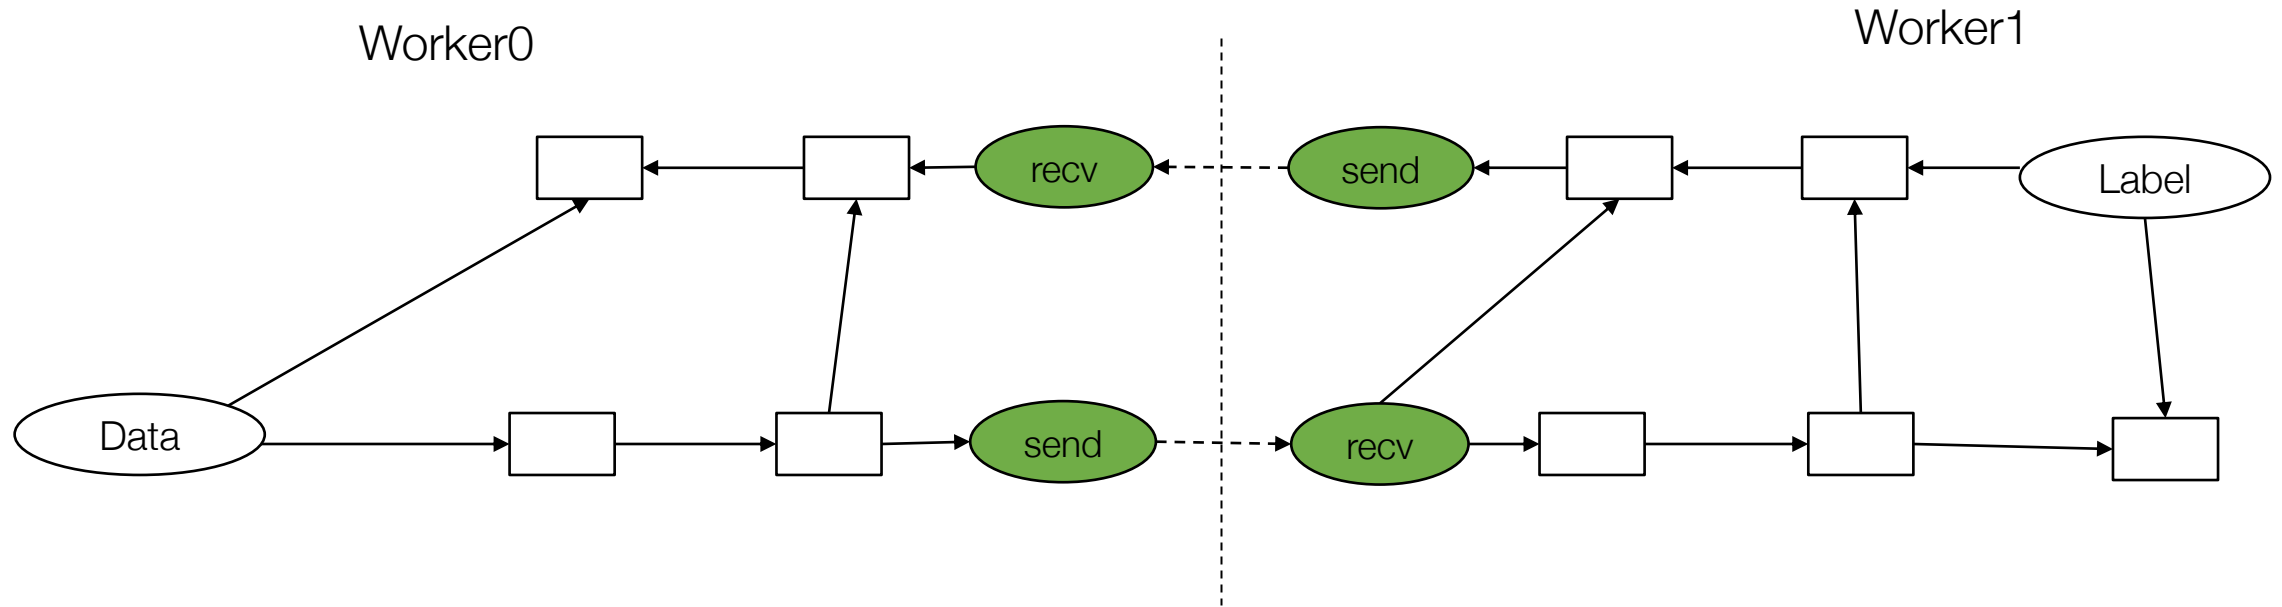 Worker0
Worker1
recv
send
Label
Data
send
recv